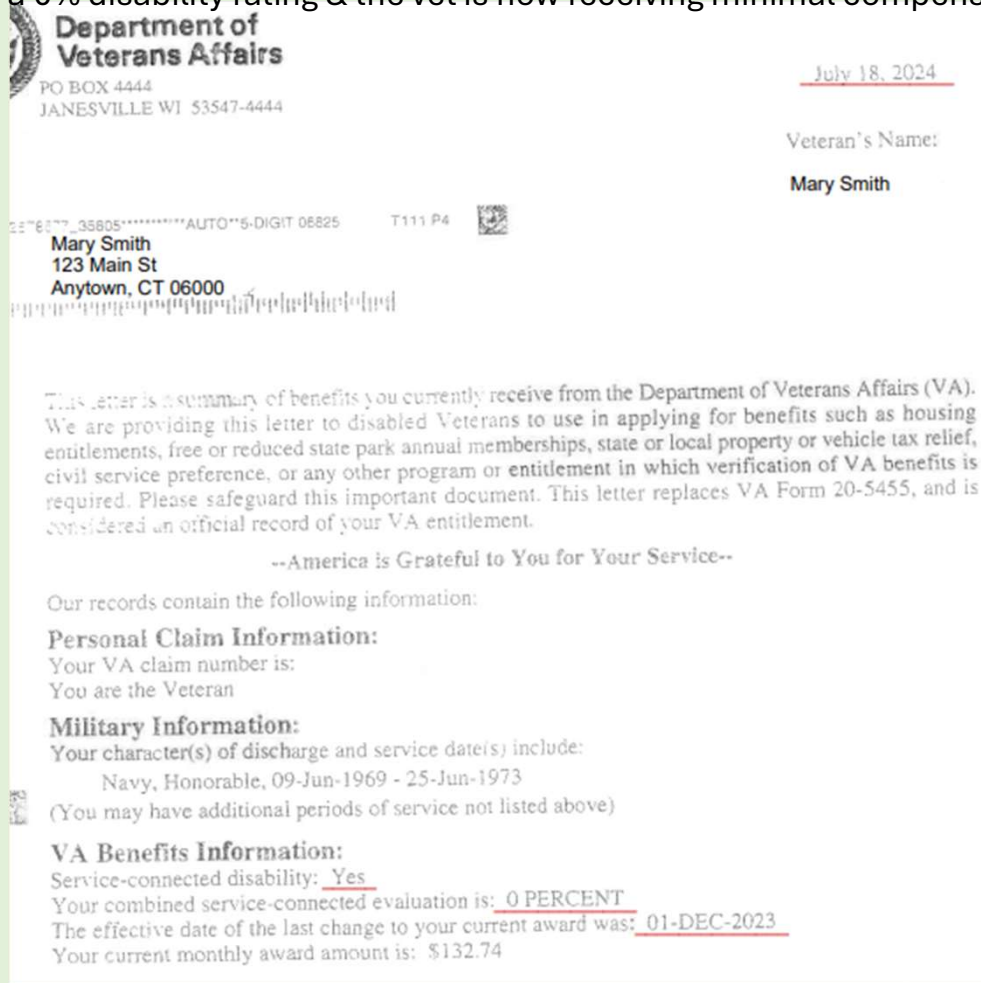 a 0% disability rating & the vet is now receiving minimal
Department of
Veterans Affairs
PO BOX 4444
JANESVILLE WI 53547-4444
July 18, 2024
Veteran's Name:
Mary Smith
AUTO**5-DIGIT 06825 T111 P4
Mary Smith
123 Main St
Anytown, CT 06000
This letter is a summary of benefits you currently receive from the Department of Veterans Affairs (VA).
We are providing this letter to disabled Veterans to use in applying for benefits such as housing
entitlements, free or reduced state park annual memberships, state or local property or vehicle tax relief,
civil service preference, or any other program or entitlement in which verification of VA benefits is
required. Please safeguard this important document. This letter replaces VA Form 20-5455, and is
considered an official record of your VA entitlement.
--America is Grateful to You for Your Service--
Our records contain the following information:
Personal Claim Information:
Your VA claim number is:
You are the Veteran
Military Information:
Your character(s) of discharge and service date(s) include:
Navy, Honorable, 09-Jun-1969 - 25-Jun-1973
(You may have additional periods of service not listed above)
VA Benefits Information:
Service-connected disability: Yes
Your combined service-connected evaluation is: 0 PERCENT
The effective date of the last change to your current award was: 01-DEC-2023
Your current monthly award amount is: $132.74